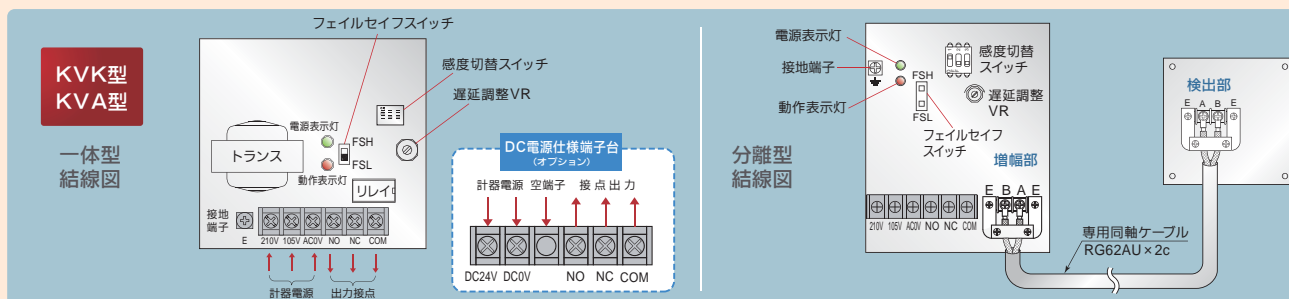 KVK型
KVA型
一体型
結線図
フェイルセイフスイッチ
感度切替スイッチ
遅延調整VR
電源表示灯
FSH
FSL
動作表示灯
トランス
リレイ
接地
端子
E
210V 105V AC0V NO NC COM
計器電源 出力接点
DC電源仕様端子台
(オプション)
計器電源 空端子 接点出力
DC24V DC0V NO NC COM
分離型
結線図
電源表示灯
接地端子
動作表示灯
FSH
FSL
感度切替
スイッチ
遅延調整
VR
フェイルセイフ
スイッチ
増幅部
E B A E
210V 105V AC0V NO NC COM
検出部
E A B E
専用同軸ケーブル
RG62AU×2c